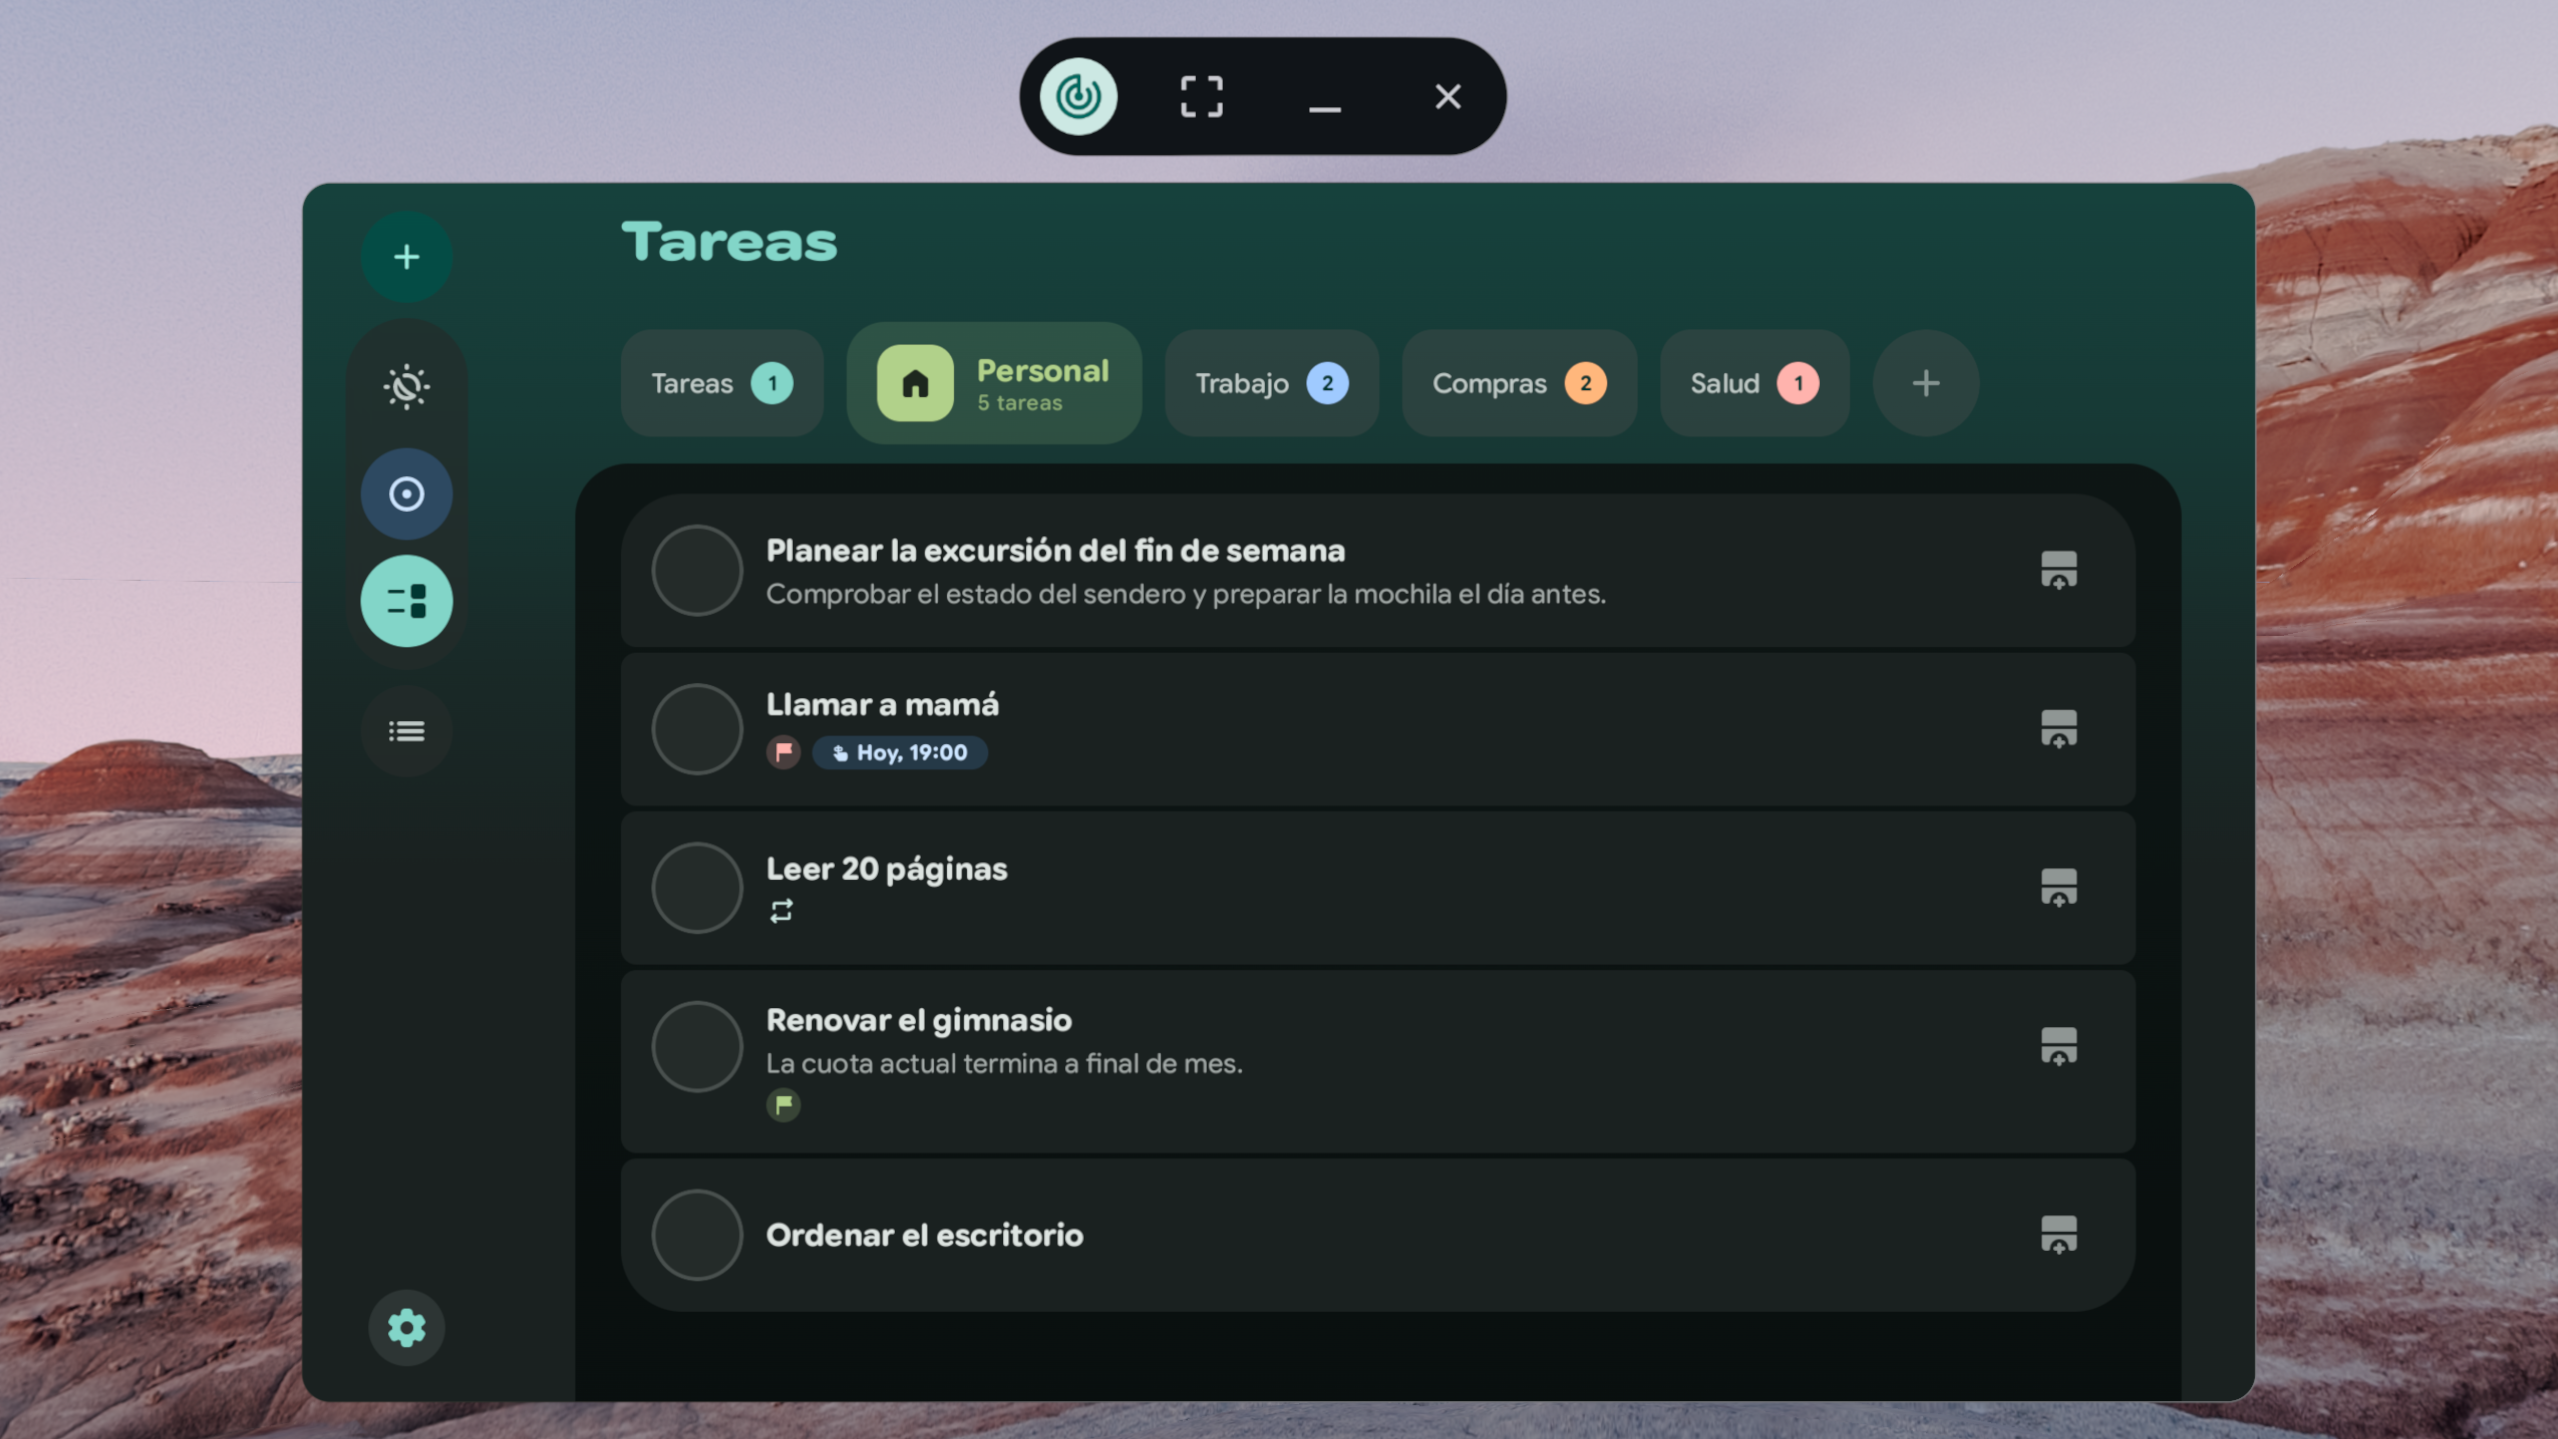 Tareas
Tareas 1
Personal
5 tareas
Trabajo 2
Compras 2
Salud 1
Planear la excursión del fin de semana
Comprobar el estado del sendero y preparar la mochila el día antes.
Llamar a mamá
Hoy, 19:00
Leer 20 páginas
Renovar el gimnasio
La cuota actual termina a final de mes.
Ordenar el escritorio